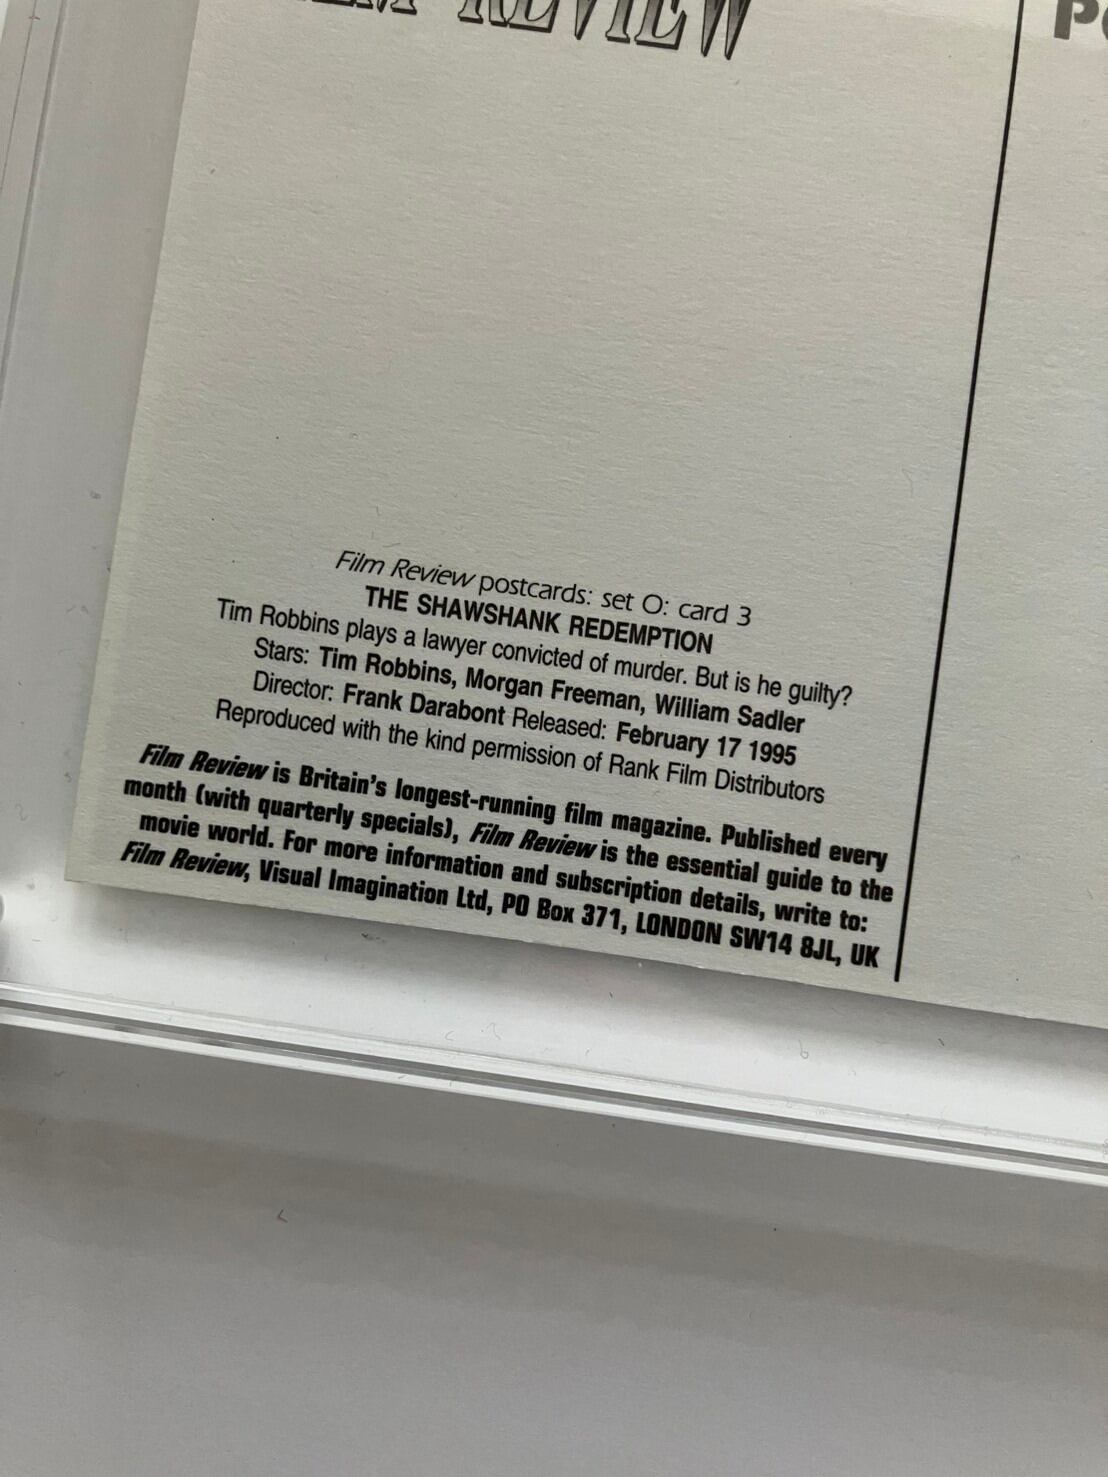 REVIEW
Film Review postcards: set O: card 3
THE SHAWSHANK REDEMPTION
Tim Robbins plays a lawyer convicted of murder. But is he guilty?
Stars: Tim Robbins, Morgan Freeman, William Sadler
Director: Frank Darabont Released: February 17 1995
Reproduced with the kind permission of Rank Film Distributors
Film Review is Britain's longest-running film magazine. Published every
month (with quarterly specials), Film Review is the essential guide to the
movie world. For more information and subscription details, write to:
Film Review, Visual Imagination Ltd, PO Box 371, LONDON SW14 8JL, UK